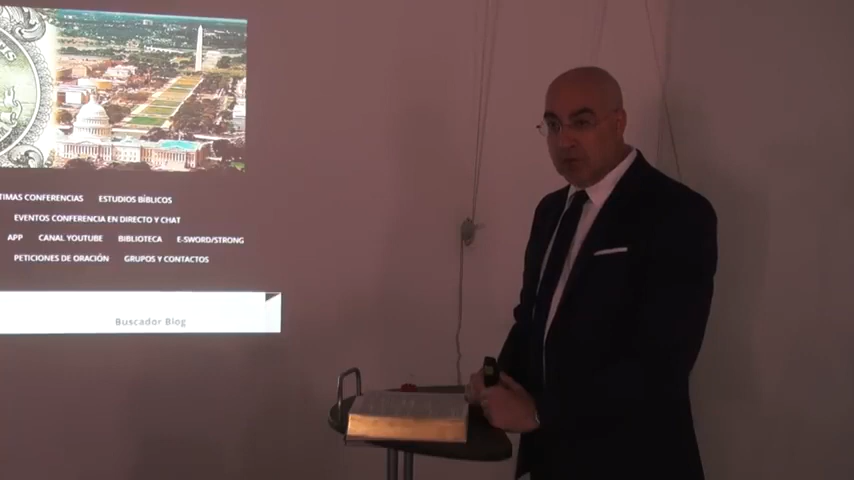 TIMAS CONFERENCIAS ESTUDIOS BÍBLICOS
EVENTOS CONFERENCIA EN DIRECTO Y CHAT
APP CANAL YOUTUBE BIBLIOTECA E-SWORD/STRONG
PETICIONES DE ORACIÓN GRUPOS Y CONTACTOS
Buscador Blog